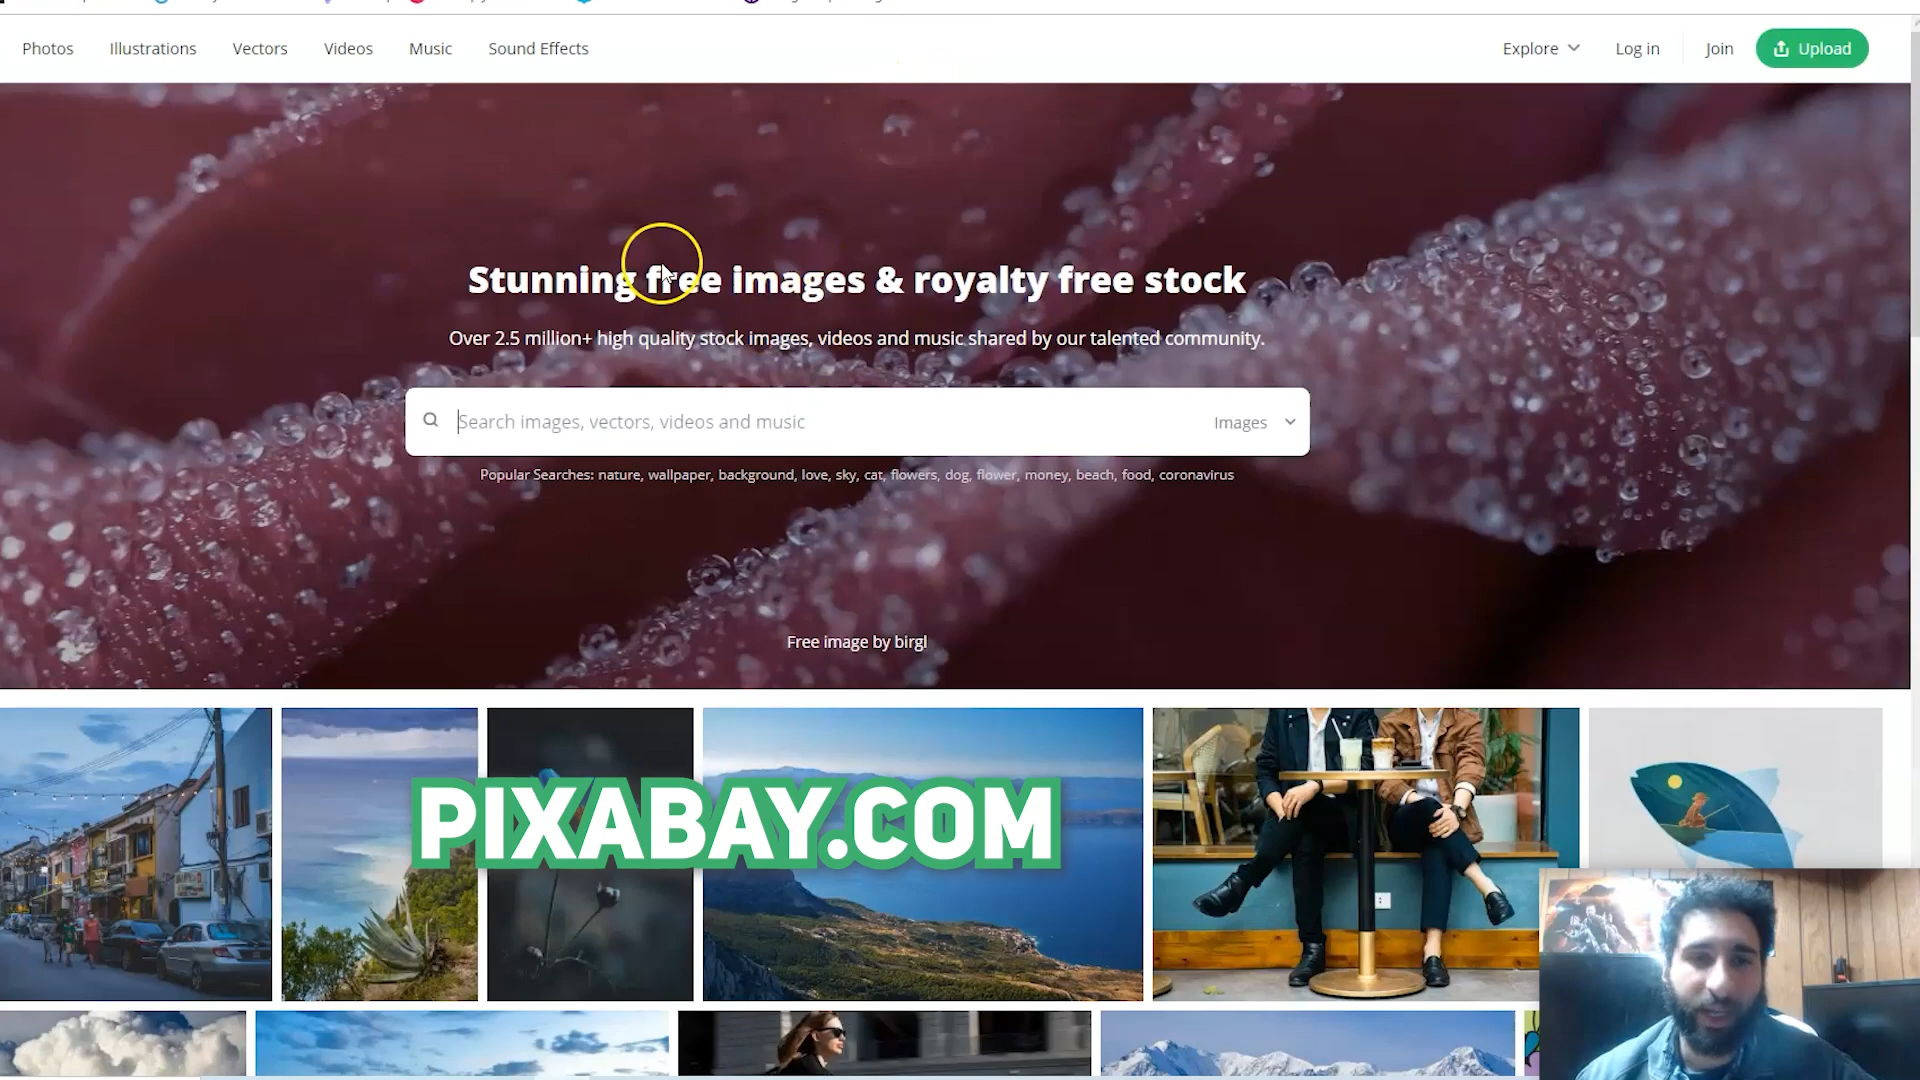 Photos Illustrations Vectors Videos Music Sound Effects Explore Log in Join Upload
Stunning free images & royalty free stock
Over 2.5 million+ high quality stock images, videos and music shared by our talented community.
Search images, vectors, videos and music Images
Popular Searches: nature, wallpaper, background, love, sky, cat, flowers, dog, flower, money, beach, food, coronavirus
Free image by birgl
PIXABAY.COM